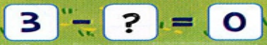 3 - ? = 0